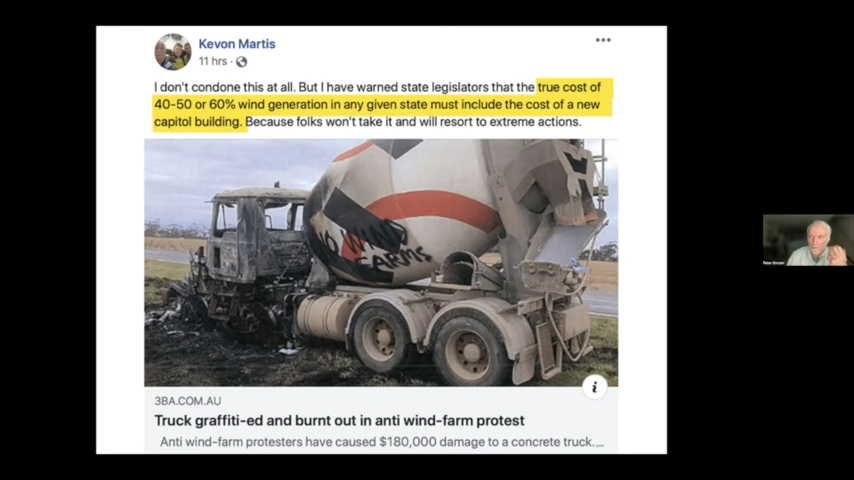 Kevon Martis
11 hrs ·
I don't condone this at all. But I have warned state legislators that the true cost of
40-50 or 60% wind generation in any given state must include the cost of a new
capitol building. Because folks won't take it and will resort to extreme actions.
NO WIND
FARMS
3BA.COM.AU
Truck graffiti-ed and burnt out in anti wind-farm protest
Anti wind-farm protesters have caused $180,000 damage to a concrete truck....
Peter Sinclair